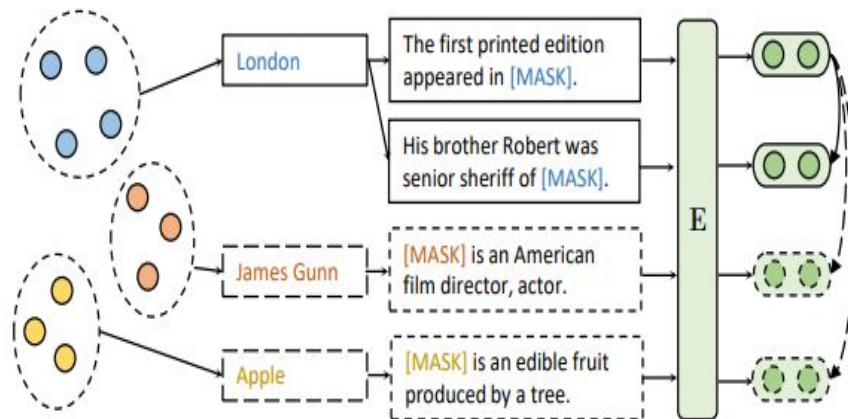 London
The first printed edition
appeared in [MASK].
His brother Robert was
senior sheriff of [MASK].
E
James Gunn
[MASK] is an American
film director, actor.
Apple
[MASK] is an edible fruit
produced by a tree.